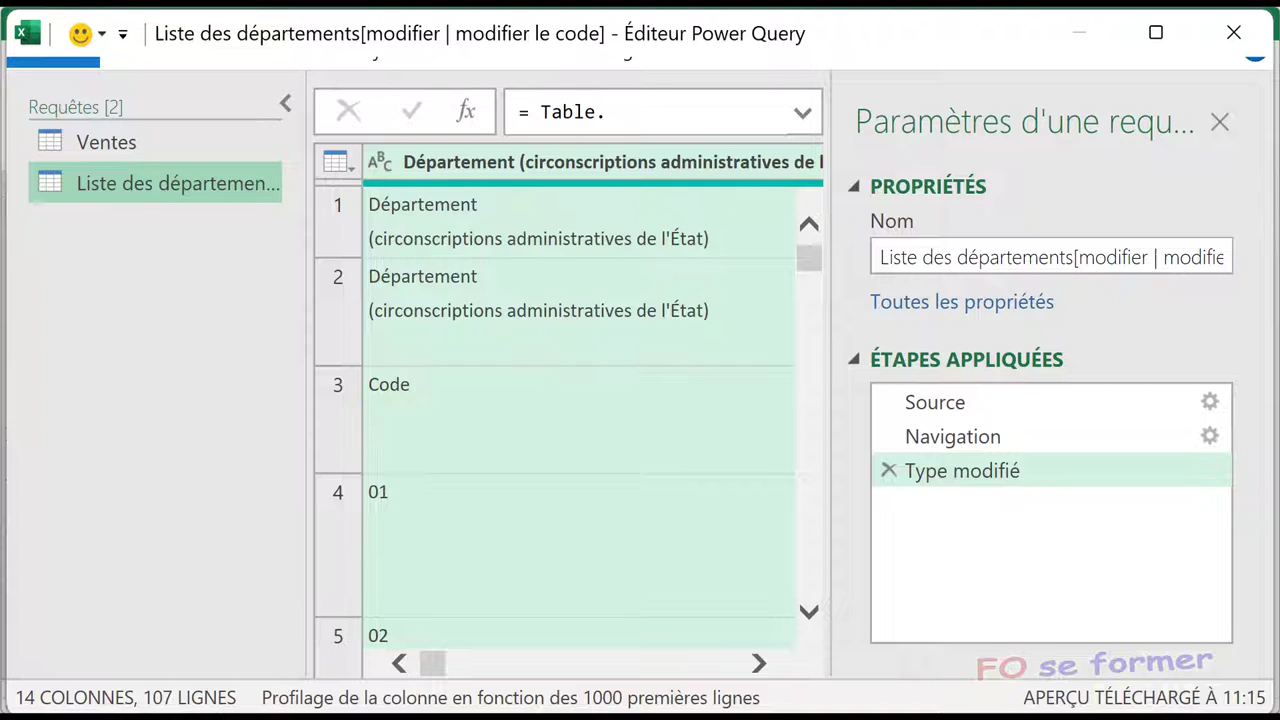 Liste des départements[modifier | modifier le code] - Éditeur Power Query
Requêtes [2]
Ventes
Liste des départemen...
fx
= Table.
ABC Département (circonscriptions administratives de l
1 Département
(circonscriptions administratives de l'État)
2 Département
(circonscriptions administratives de l'État)
3 Code
4 01
5 02
Paramètres d'une requ...
PROPRIÉTÉS
Nom
Liste des départements[modifier | modifie
Toutes les propriétés
ÉTAPES APPLIQUÉES
Source
Navigation
Type modifié
FO se former
14 COLONNES, 107 LIGNES
Profilage de la colonne en fonction des 1000 premières lignes
APERÇU TÉLÉCHARGÉ À 11:15